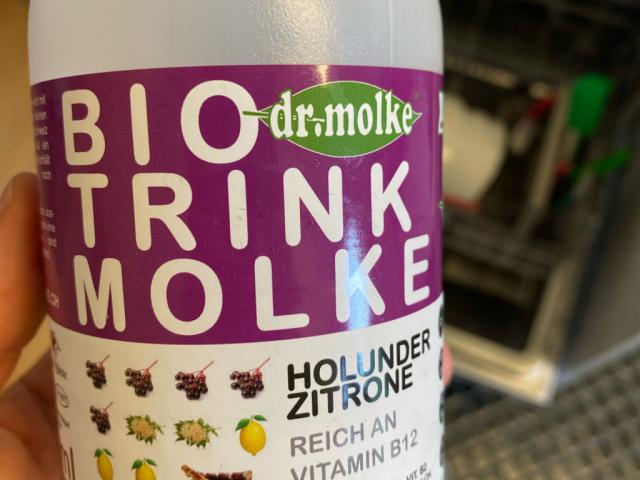 BIO
dr.molke
TRINK
MOLKE
HOLUNDER
ZITRONE
REICH AN
VITAMIN B12